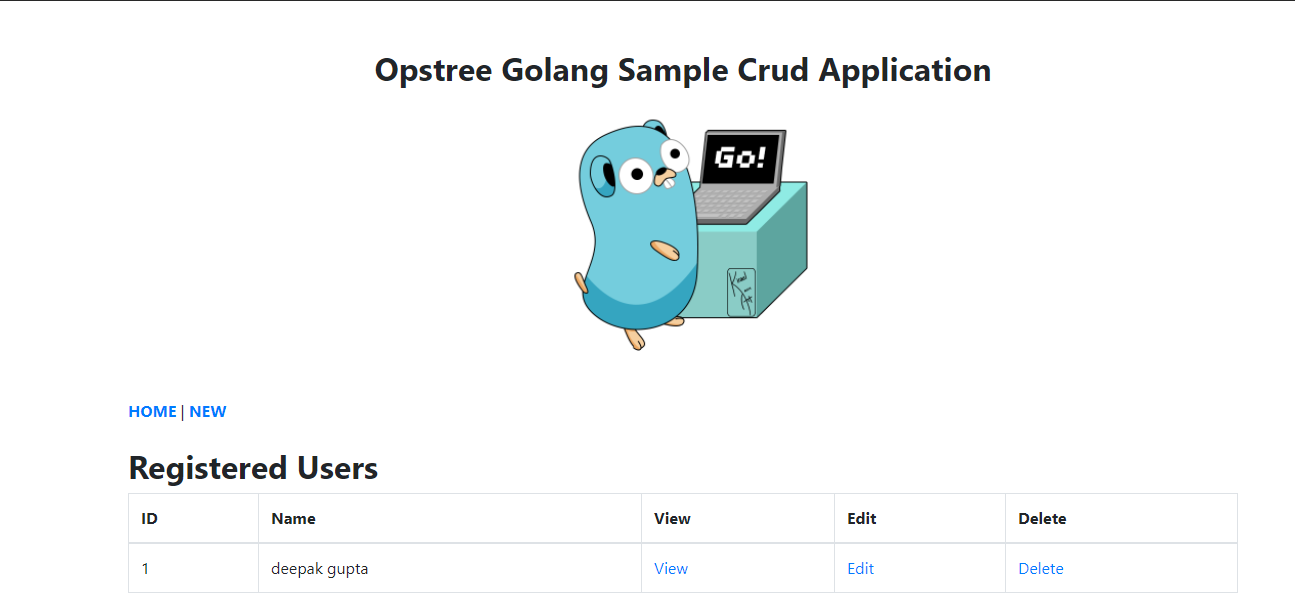 Opstree Golang Sample Crud Application
Go!
HOME | NEW
Registered Users
ID Name View Edit Delete
1 deepak gupta View Edit Delete